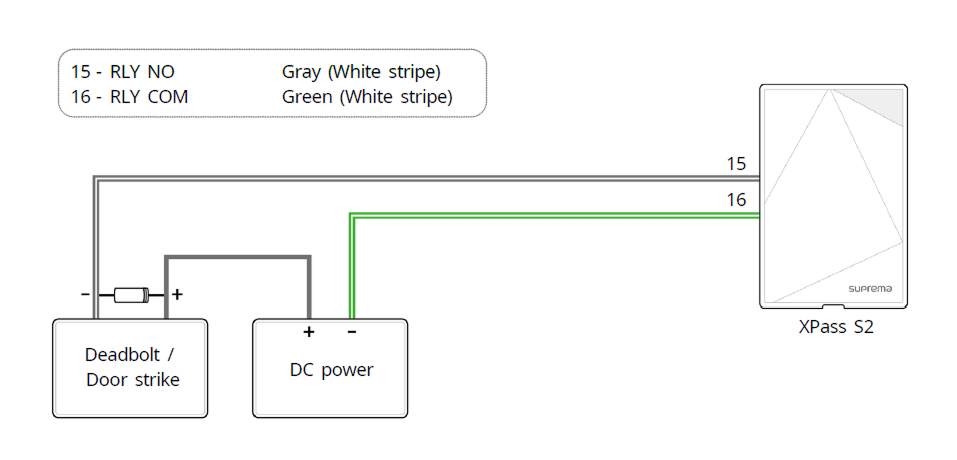 15 - RLY NO Gray (White stripe)
16 - RLY COM Green (White stripe)
15
16
suprema
XPass S2
- +
+ -
Deadbolt /
Door strike
DC power